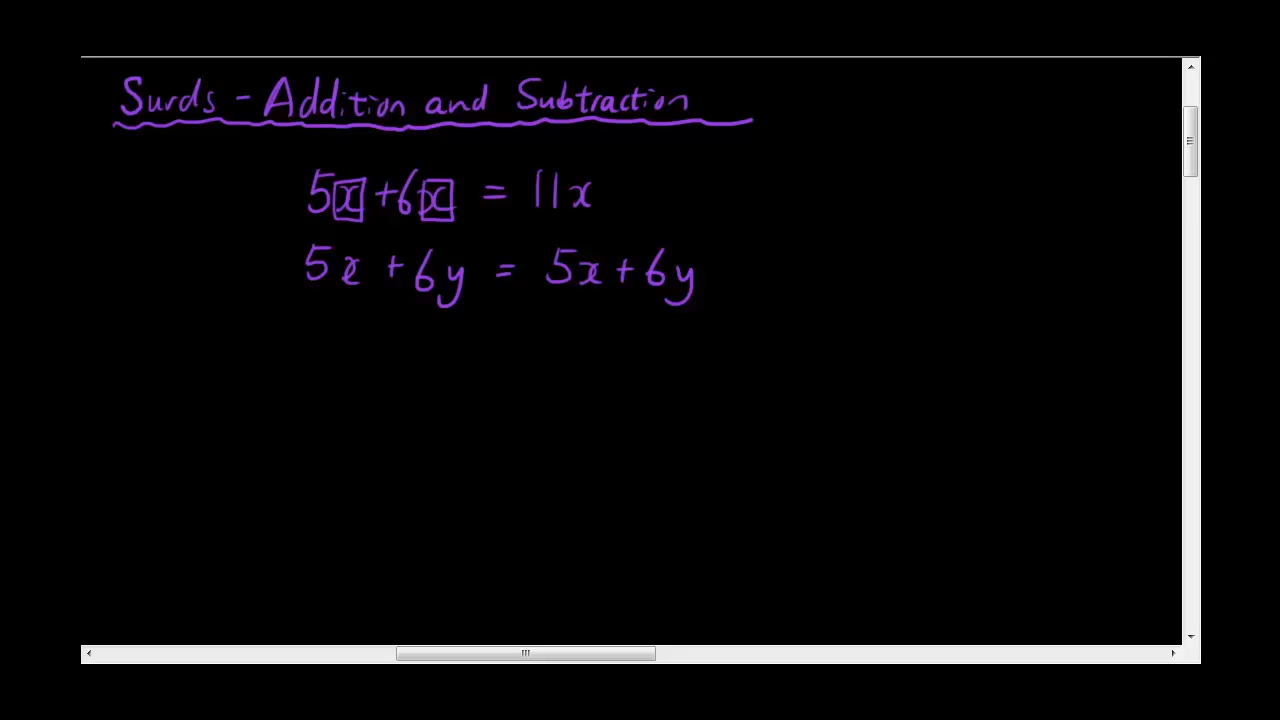 Surds - Addition and Subtraction
5x + 6x = 11x
5x + 6y = 5x + 6y